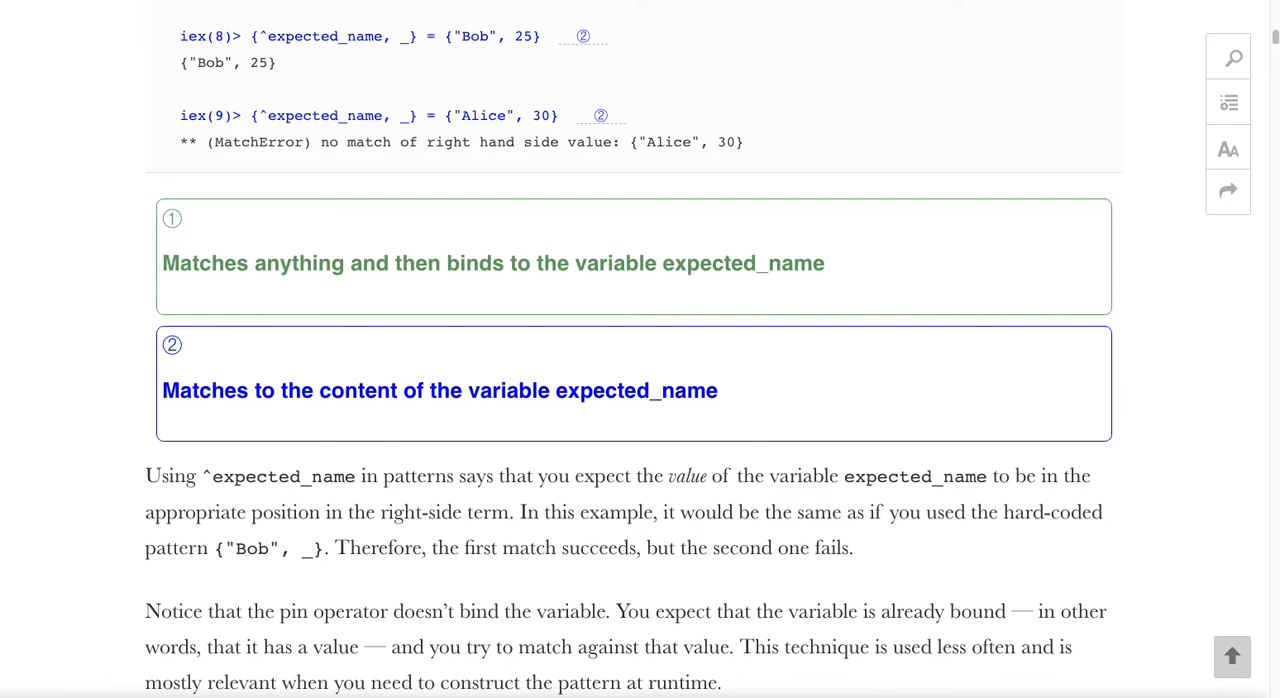 iex(8)> {^expected_name, _} = {"Bob", 25} ②
{"Bob", 25}
iex(9)> {^expected_name, _} = {"Alice", 30} ②
** (MatchError) no match of right hand side value: {"Alice", 30}
①
Matches anything and then binds to the variable expected_name
②
Matches to the content of the variable expected_name
Using ^expected_name in patterns says that you expect the value of the variable expected_name to be in the
appropriate position in the right-side term. In this example, it would be the same as if you used the hard-coded
pattern {"Bob", _}. Therefore, the first match succeeds, but the second one fails.
Notice that the pin operator doesn’t bind the variable. You expect that the variable is already bound — in other
words, that it has a value — and you try to match against that value. This technique is used less often and is
mostly relevant when you need to construct the pattern at runtime.
AA